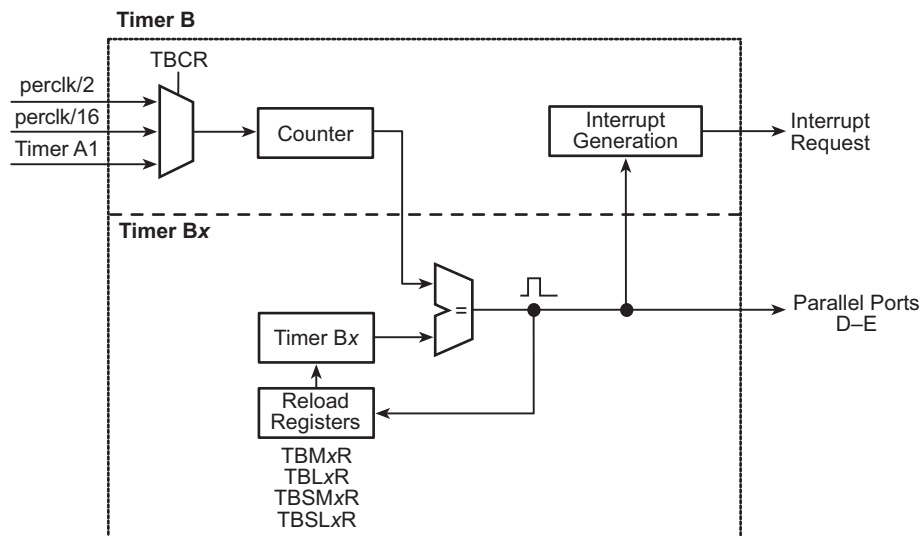 Timer B
TBCR
perclk/2
perclk/16
Timer A1
Counter
Interrupt
Generation
Interrupt
Request
Timer Bx
=
Parallel Ports
D–E
Timer Bx
Reload
Registers
TBMxR
TBLxR
TBSMxR
TBSLxR